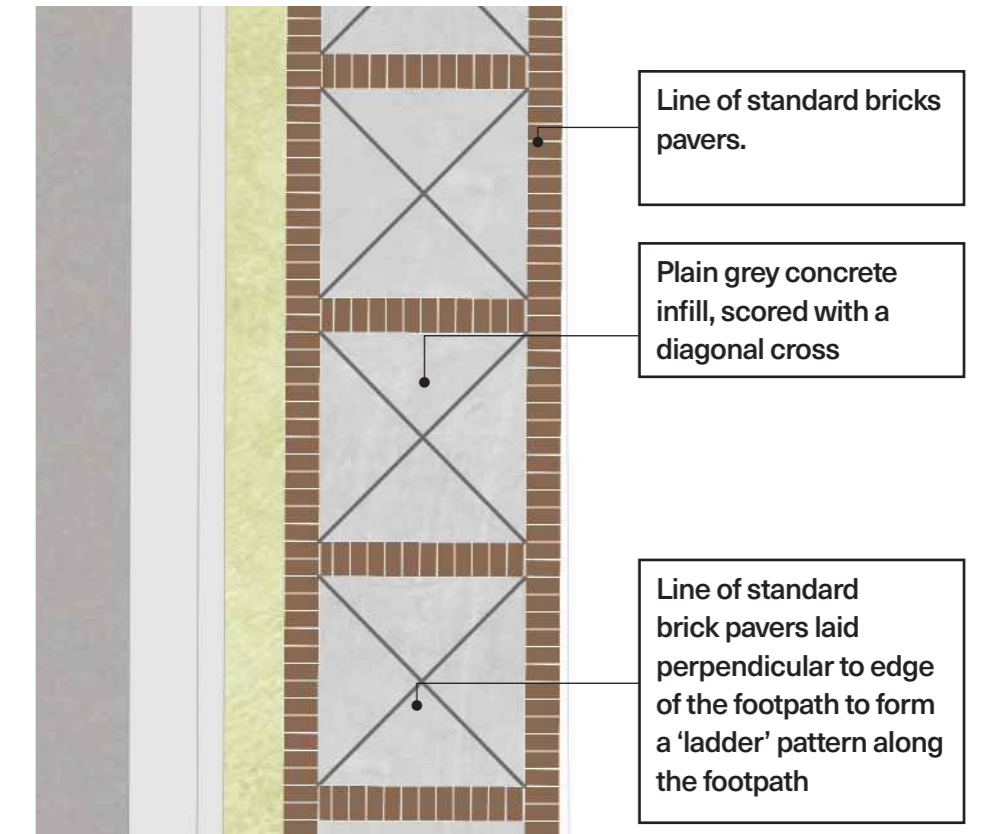 Line of standard bricks
pavers.
Plain grey concrete
infill, scored with a
diagonal cross
Line of standard
brick pavers laid
perpendicular to edge
of the footpath to form
a ‘ladder’ pattern along
the footpath